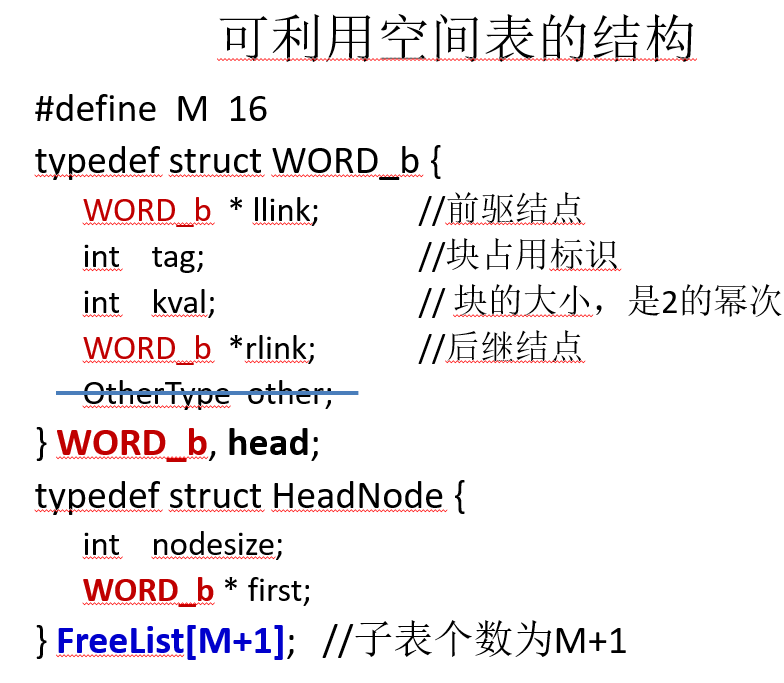 可利用空间表的结构
#define M 16
typedef struct WORD_b {
WORD_b * llink; //前驱结点
int tag; //块占用标识
int kval; // 块的大小，是2的幂次
WORD_b *rlink; //后继结点
OtherType other;
} WORD_b, head;
typedef struct HeadNode {
int nodesize;
WORD_b * first;
} FreeList[M+1]; //子表个数为M+1